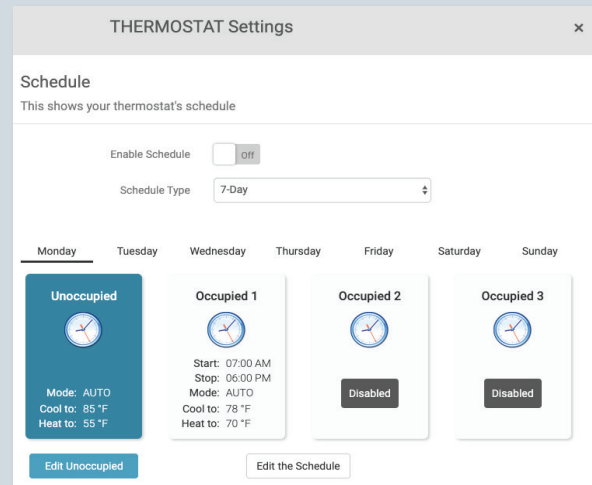 THERMOSTAT Settings
×
Schedule
This shows your thermostat's schedule
Enable Schedule Off
Schedule Type 7-Day
Monday Tuesday Wednesday Thursday Friday Saturday Sunday
Unoccupied
Mode: AUTO
Cool to: 85 °F
Heat to: 55 °F
Occupied 1
Start: 07:00 AM
Stop: 06:00 PM
Mode: AUTO
Cool to: 78 °F
Heat to: 70 °F
Occupied 2
Disabled
Occupied 3
Disabled
Edit Unoccupied
Edit the Schedule